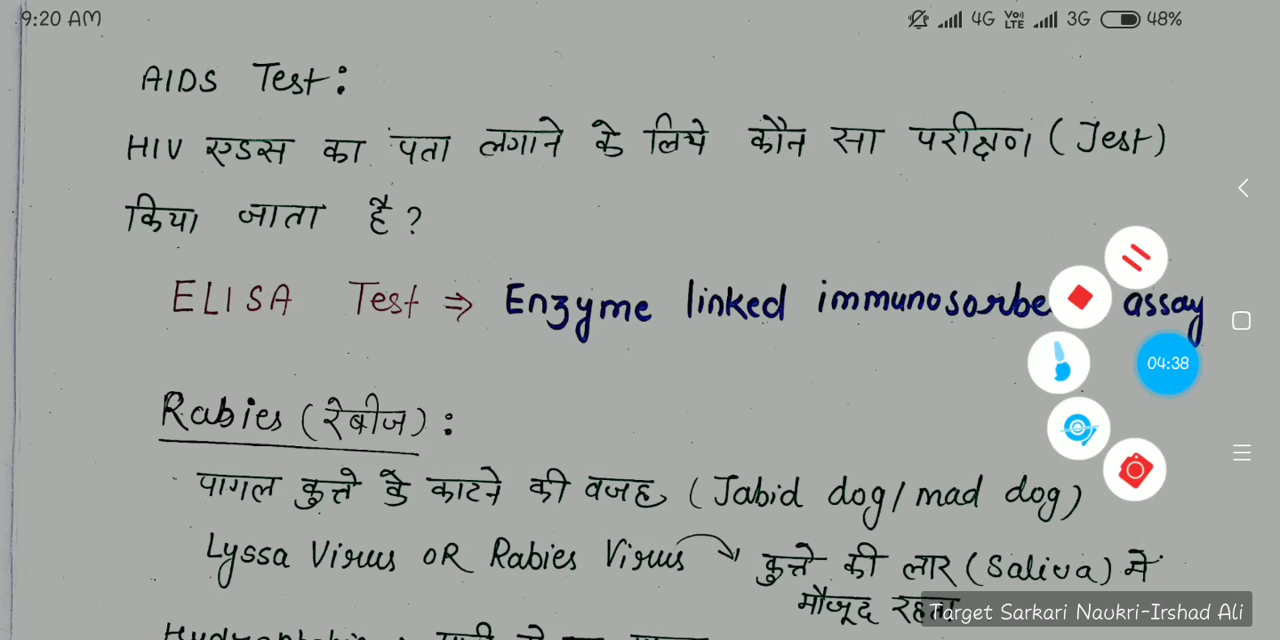 9:20 AM 4G VoLTE 3G 48%
AIDS Test:
HIV एडस का पता लगाने के लिये कौन सा परीक्षण (Test)
किया जाता है ?
ELISA Test ⇒ Enzyme linked immunosorbe assay
04:38
Rabies (रेबीज) :
पागल कुत्ते के काटने की वजह (Jabid dog/mad dog)
Lyssa Virus OR Rabies Virus → कुत्ते की लार (Saliva) में
मौजूद
Target Sarkari Naukri-Irshad Ali